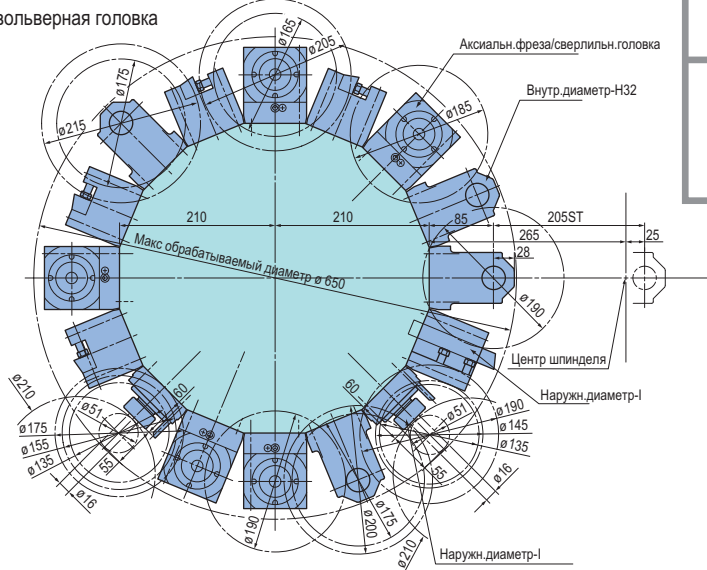 вольверная головка
ø165
ø205
Аксиальн.фреза/сверлильн.головка
ø175
Внутр.диаметр-H32
ø185
ø215
210
210
85
205ST
265
25
28
Макс обрабатываемый диаметр ø 650
ø190
Центр шпинделя
Наружн.диаметр-I
ø210
60
60
ø51
ø51
ø190
ø175
ø145
ø155
ø135
ø135
55
55
ø16
ø16
ø190
ø175
ø200
ø210
Наружн.диаметр-I